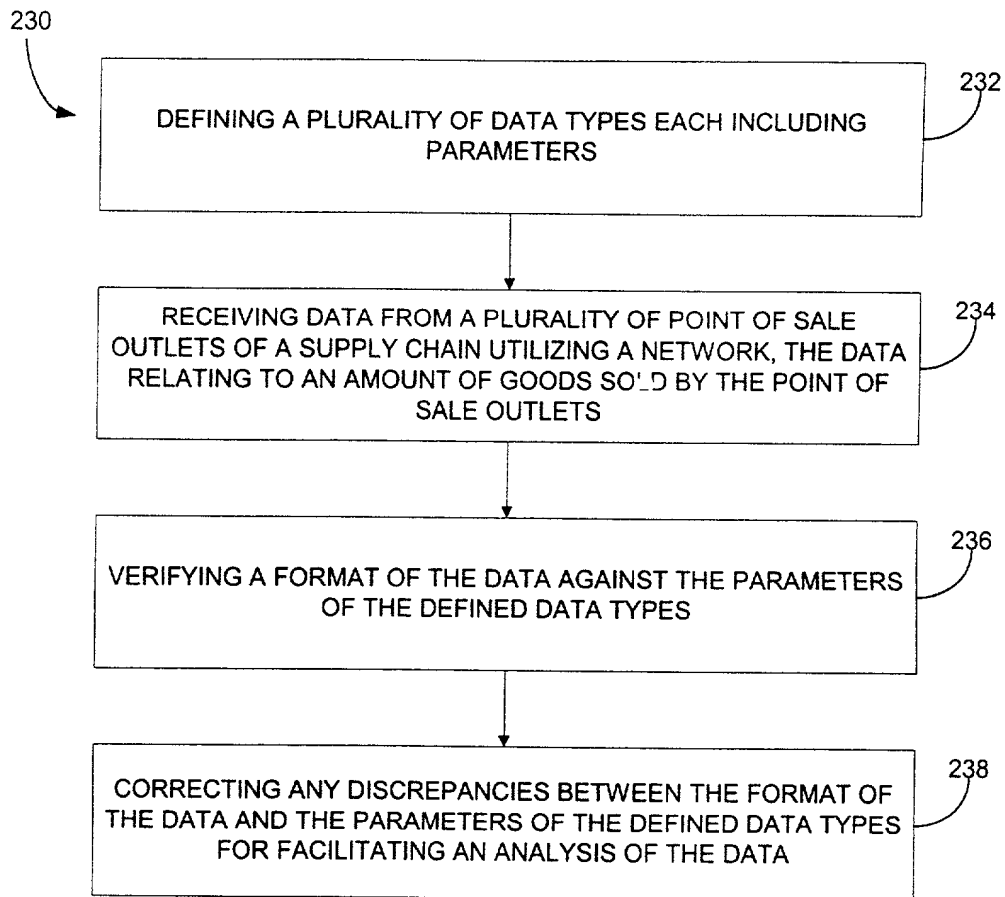 230
232
DEFINING A PLURALITY OF DATA TYPES EACH INCLUDING
PARAMETERS
234
RECEIVING DATA FROM A PLURALITY OF POINT OF SALE
OUTLETS OF A SUPPLY CHAIN UTILIZING A NETWORK, THE DATA
RELATING TO AN AMOUNT OF GOODS SOLD BY THE POINT OF
SALE OUTLETS
236
VERIFYING A FORMAT OF THE DATA AGAINST THE PARAMETERS
OF THE DEFINED DATA TYPES
238
CORRECTING ANY DISCREPANCIES BETWEEN THE FORMAT OF
THE DATA AND THE PARAMETERS OF THE DEFINED DATA TYPES
FOR FACILITATING AN ANALYSIS OF THE DATA